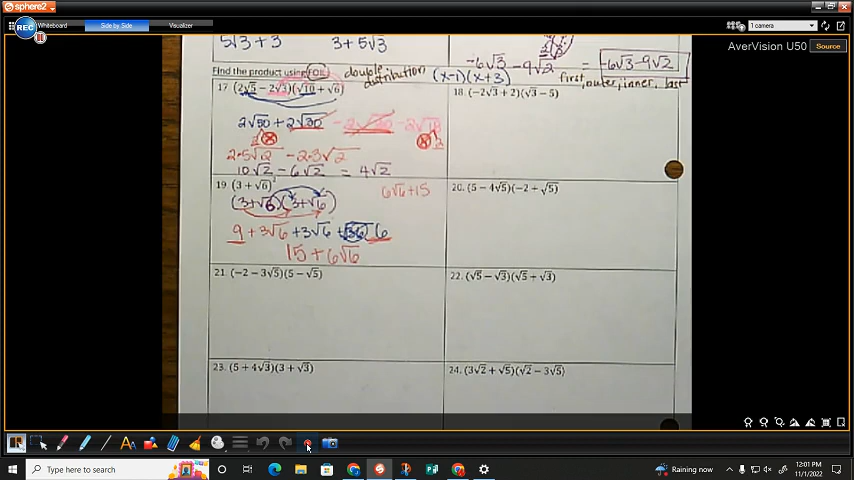 sphere2
REC
Whiteboard
Side by Side
Visualizer
1 camera
AverVision U50
Source
5√3 + 3
3 + 5√3
-6√3 - 9√2 = -6√3 - 9√2
Find the product using FOIL double distribution (x-1)(x+3) first, outer, inner, last
17 (2√5 − 2√3)(√10 + √6)
2√50 + 2√30 - 2√30 - 2√18
2·5√2 - 2·3√2
10√2 - 6√2 = 4√2
18. (−2√3 + 2)(√3 − 5)
19 (3 + √6)²
(3+√6)(3+√6)
6√6+15
9 + 3√6 + 3√6 + √36 6
15 + 6√6
20. (5 − 4√5)(−2 + √5)
21. (−2 − 3√5)(5 − √5)
22. (√5 − √3)(√5 + √3)
23. (5 + 4√3)(3 + √3)
24. (3√2 + √5)(√2 − 3√5)
Type here to search
Raining now
12:01 PM
11/1/2022